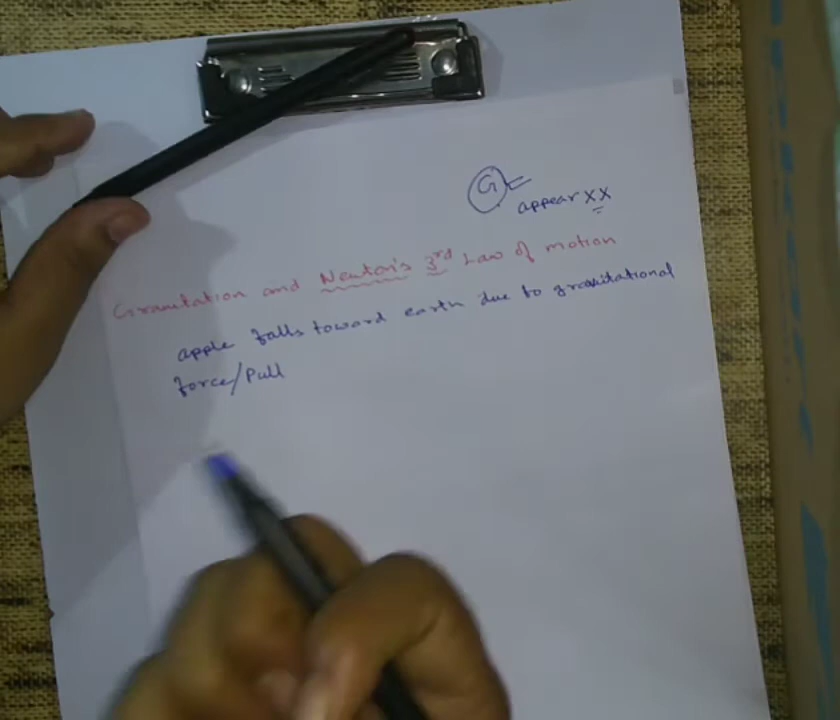 G =
appear XX
Gravitation and Newton's 3rd Law of motion
apple falls toward earth due to gravitational
force/Pull